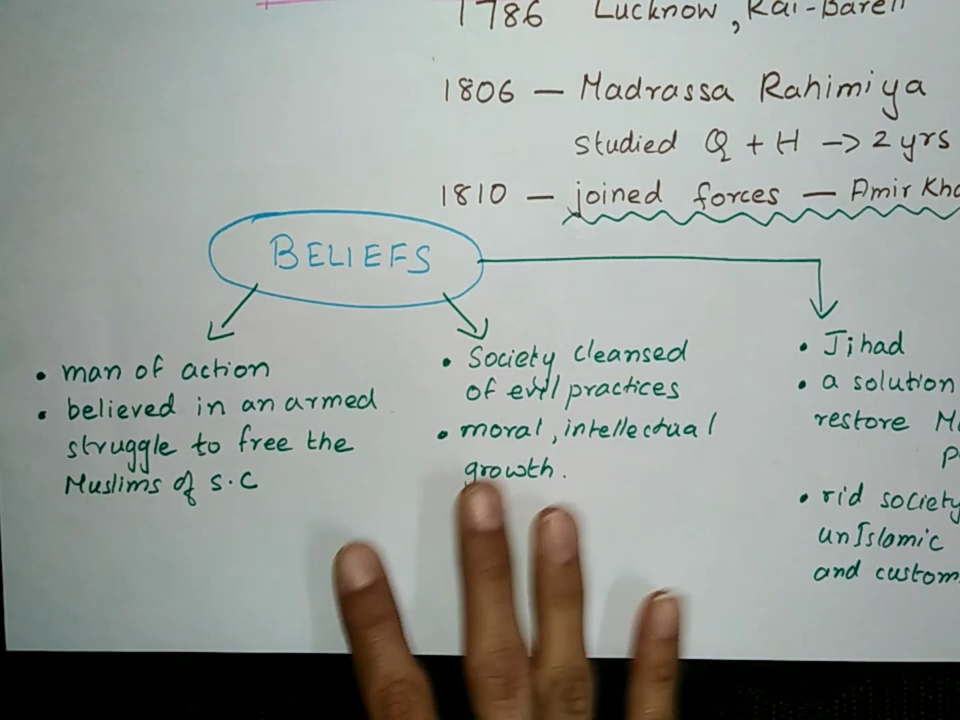 1786 Lucknow, Rai-Bareli
1806 — Madrassa Rahimiya
studied Q + H -> 2 yrs
1810 — joined forces — Amir Kha
BELIEFS
• man of action
• believed in an armed
struggle to free the
Muslims of S.C
• Society cleansed
of evil practices
• moral, intellectual
growth.
• Jihad
• a solution
restore Mu
P
• rid society
unIslamic
and custom